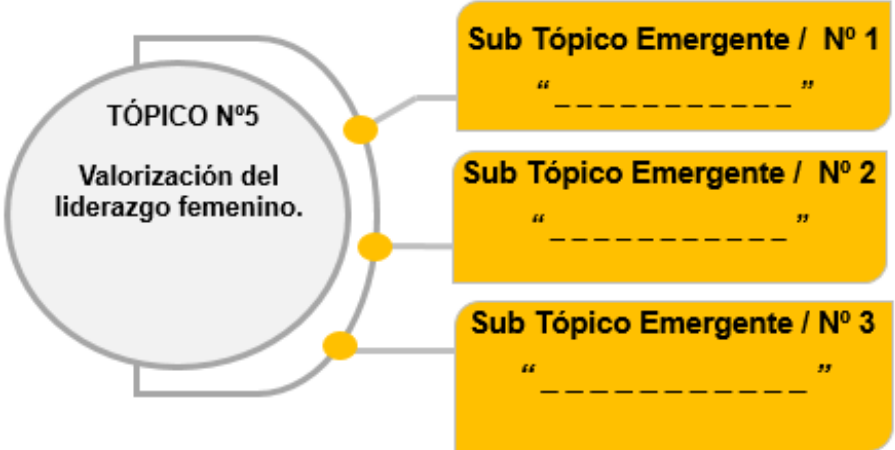 TÓPICO Nº5
Valorización del
liderazgo femenino.
Sub Tópico Emergente / Nº 1
“ _ _ _ _ _ _ _ _ _ _ _ ”
Sub Tópico Emergente / Nº 2
“ _ _ _ _ _ _ _ _ _ _ _ ”
Sub Tópico Emergente / Nº 3
“ _ _ _ _ _ _ _ _ _ _ _ _ ”